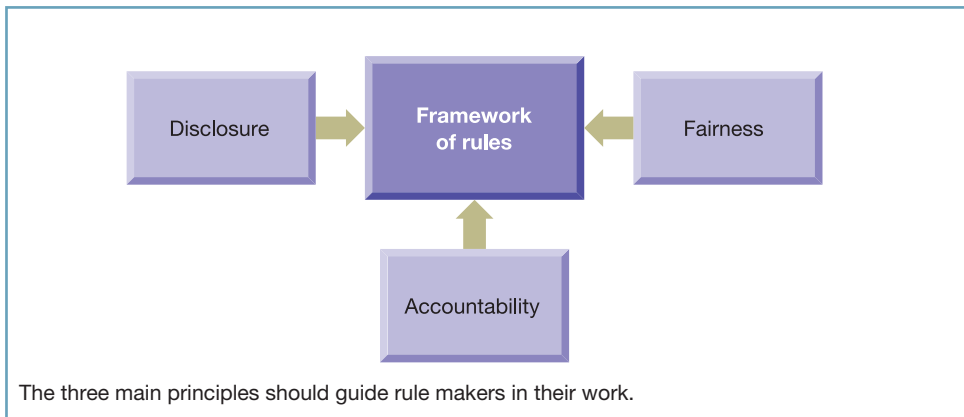 Disclosure
Framework
of rules
Fairness
Accountability
The three main principles should guide rule makers in their work.